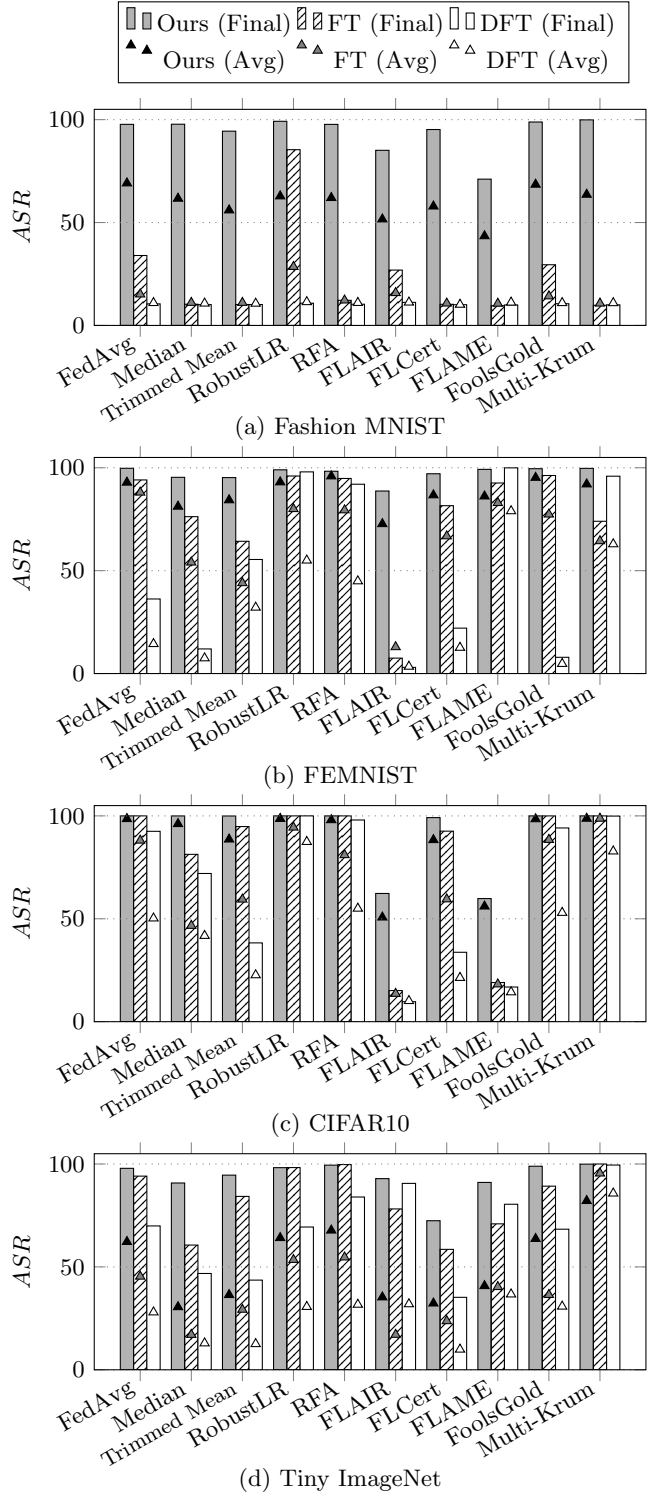 Ours (Final) FT (Final) DFT (Final)
Ours (Avg) FT (Avg) DFT (Avg)
100
50
0
ASR
FedAvg
Median
Trimmed Mean
RobustLR
RFA
FLAIR
FLCert
FLAME
FoolsGold
Multi-Krum
(a) Fashion MNIST
100
50
0
ASR
FedAvg
Median
Trimmed Mean
RobustLR
RFA
FLAIR
FLCert
FLAME
FoolsGold
Multi-Krum
(b) FEMNIST
100
50
0
ASR
FedAvg
Median
Trimmed Mean
RobustLR
RFA
FLAIR
FLCert
FLAME
FoolsGold
Multi-Krum
(c) CIFAR10
100
50
0
ASR
FedAvg
Median
Trimmed Mean
RobustLR
RFA
FLAIR
FLCert
FLAME
FoolsGold
Multi-Krum
(d) Tiny ImageNet